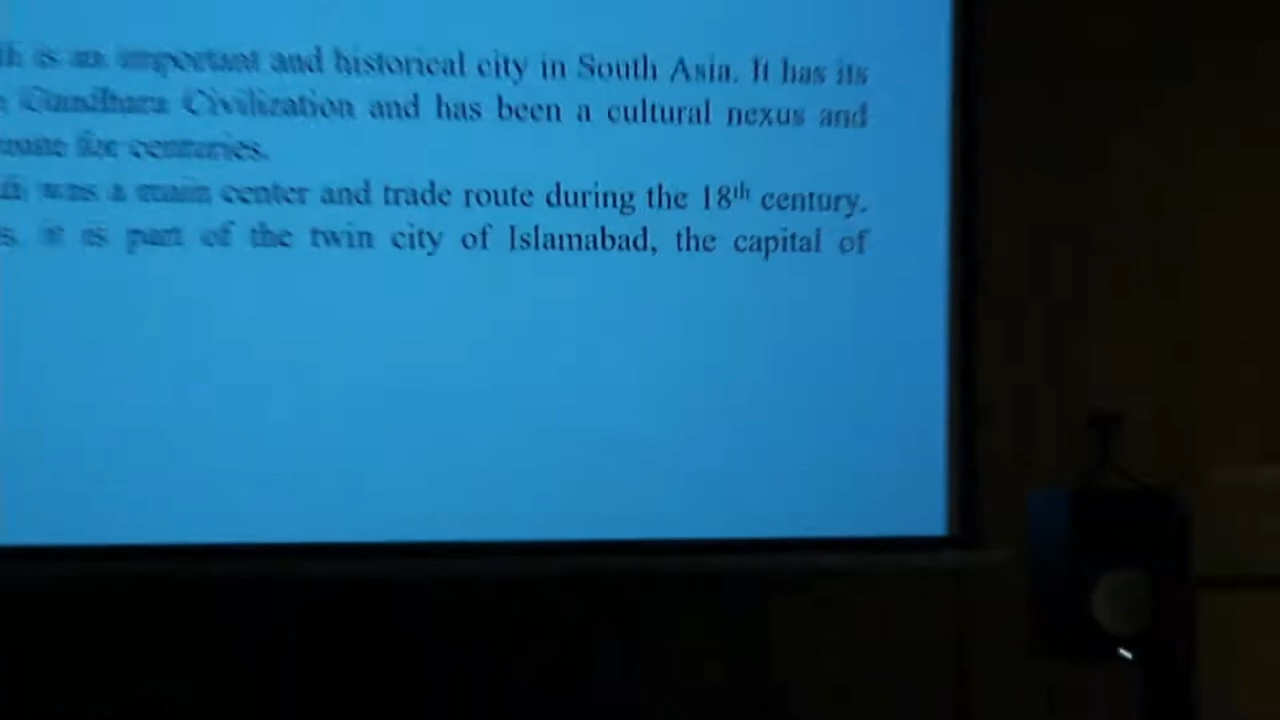 is an important and historical city in South Asia. It has its
Gandhara Civilization and has been a cultural nexus and
route for centuries.
was a main center and trade route during the 18th century.
it is part of the twin city of Islamabad, the capital of